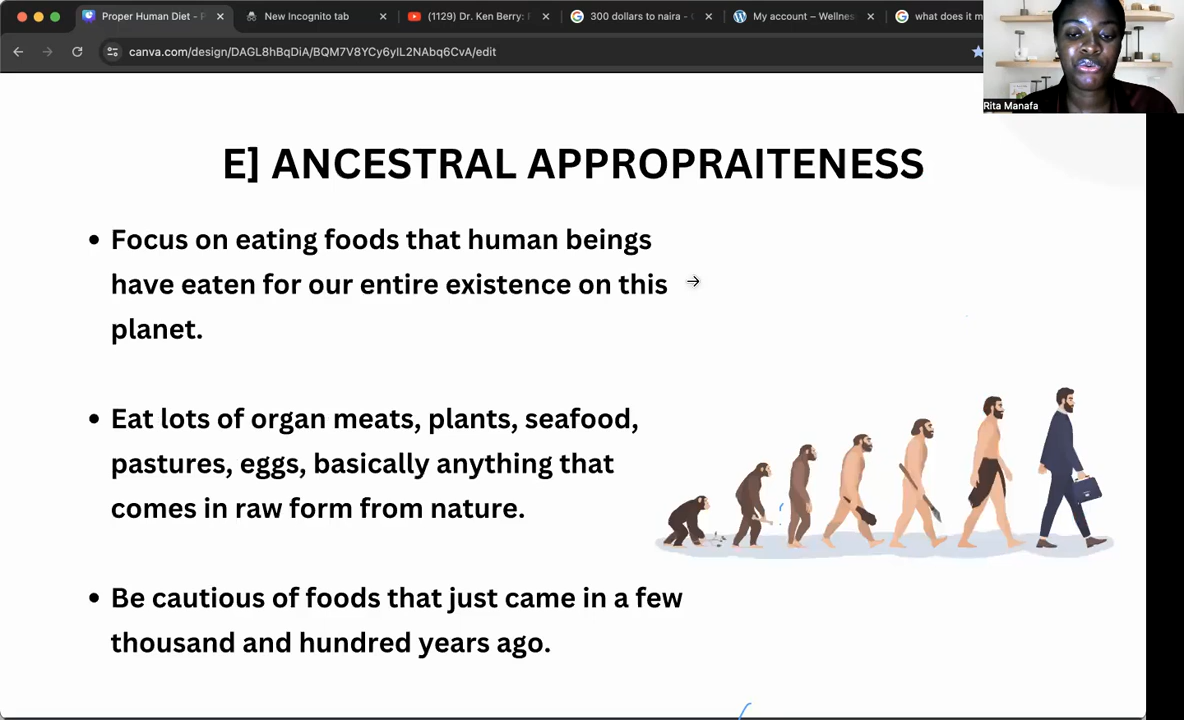 Proper Human Diet - P
New Incognito tab
(1129) Dr. Ken Berry:
300 dollars to naira -
My account – Wellnes
what does it m
canva.com/design/DAGL8hBqDiA/BQM7V8YCy6yIL2NAbq6CvA/edit
Rita Manafa
E] ANCESTRAL APPROPRAITENESS
• Focus on eating foods that human beings
have eaten for our entire existence on this
planet.
• Eat lots of organ meats, plants, seafood,
pastures, eggs, basically anything that
comes in raw form from nature.
• Be cautious of foods that just came in a few
thousand and hundred years ago.